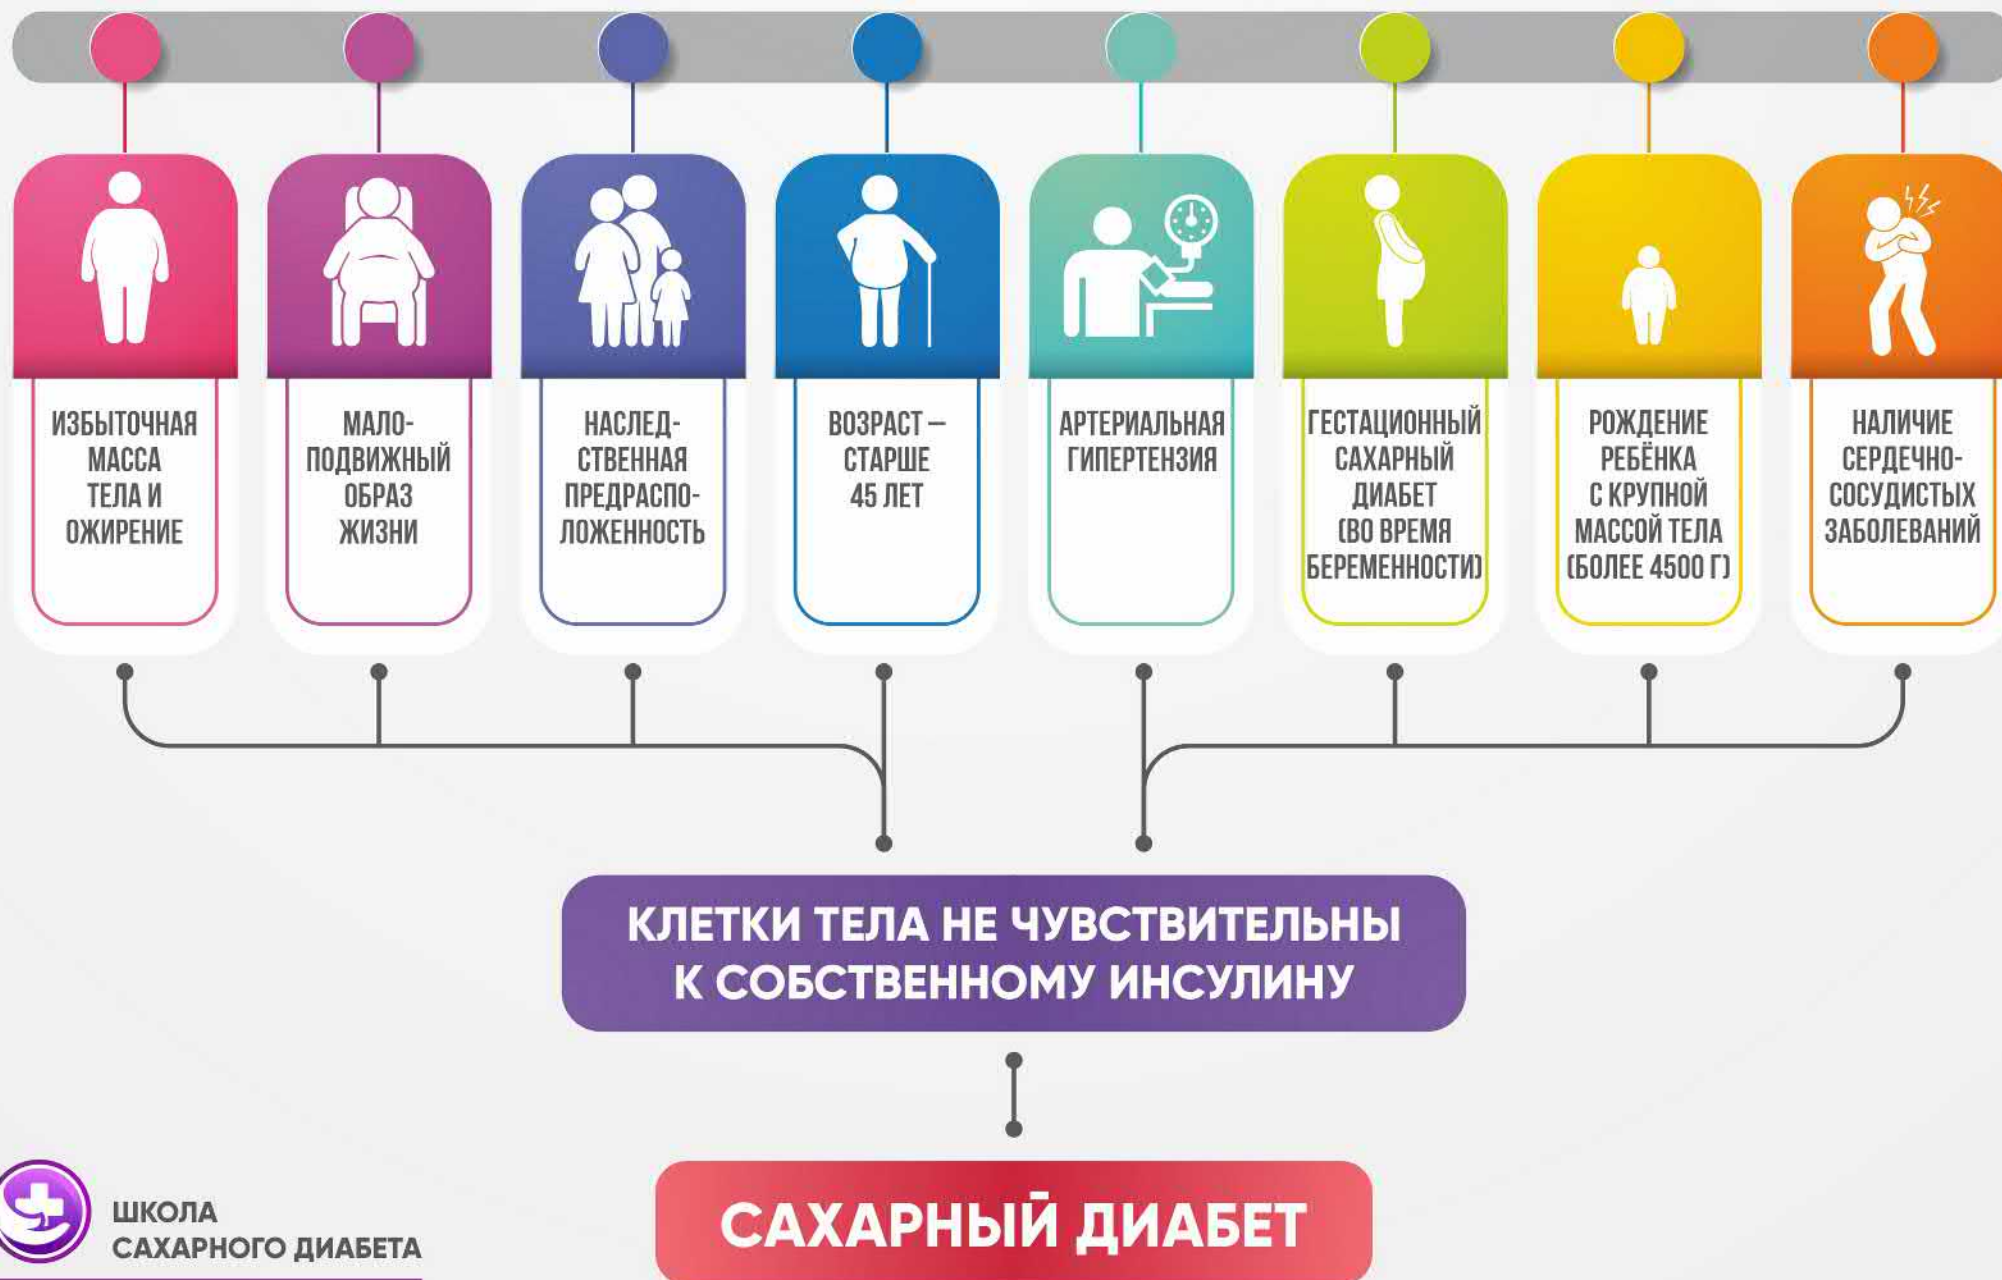 ИЗБЫТОЧНАЯ
МАССА
ТЕЛА И
ОЖИРЕНИЕ
МАЛО-
ПОДВИЖНЫЙ
ОБРАЗ
ЖИЗНИ
НАСЛЕД-
СТВЕННАЯ
ПРЕДРАСПО-
ЛОЖЕННОСТЬ
ВОЗРАСТ –
СТАРШЕ
45 ЛЕТ
АРТЕРИАЛЬНАЯ
ГИПЕРТЕНЗИЯ
ГЕСТАЦИОННЫЙ
САХАРНЫЙ
ДИАБЕТ
(ВО ВРЕМЯ
БЕРЕМЕННОСТИ)
РОЖДЕНИЕ
РЕБЁНКА
С КРУПНОЙ
МАССОЙ ТЕЛА
(БОЛЕЕ 4500 Г)
НАЛИЧИЕ
СЕРДЕЧНО-
СОСУДИСТЫХ
ЗАБОЛЕВАНИЙ
КЛЕТКИ ТЕЛА НЕ ЧУВСТВИТЕЛЬНЫ
К СОБСТВЕННОМУ ИНСУЛИНУ
САХАРНЫЙ ДИАБЕТ
ШКОЛА
САХАРНОГО ДИАБЕТА